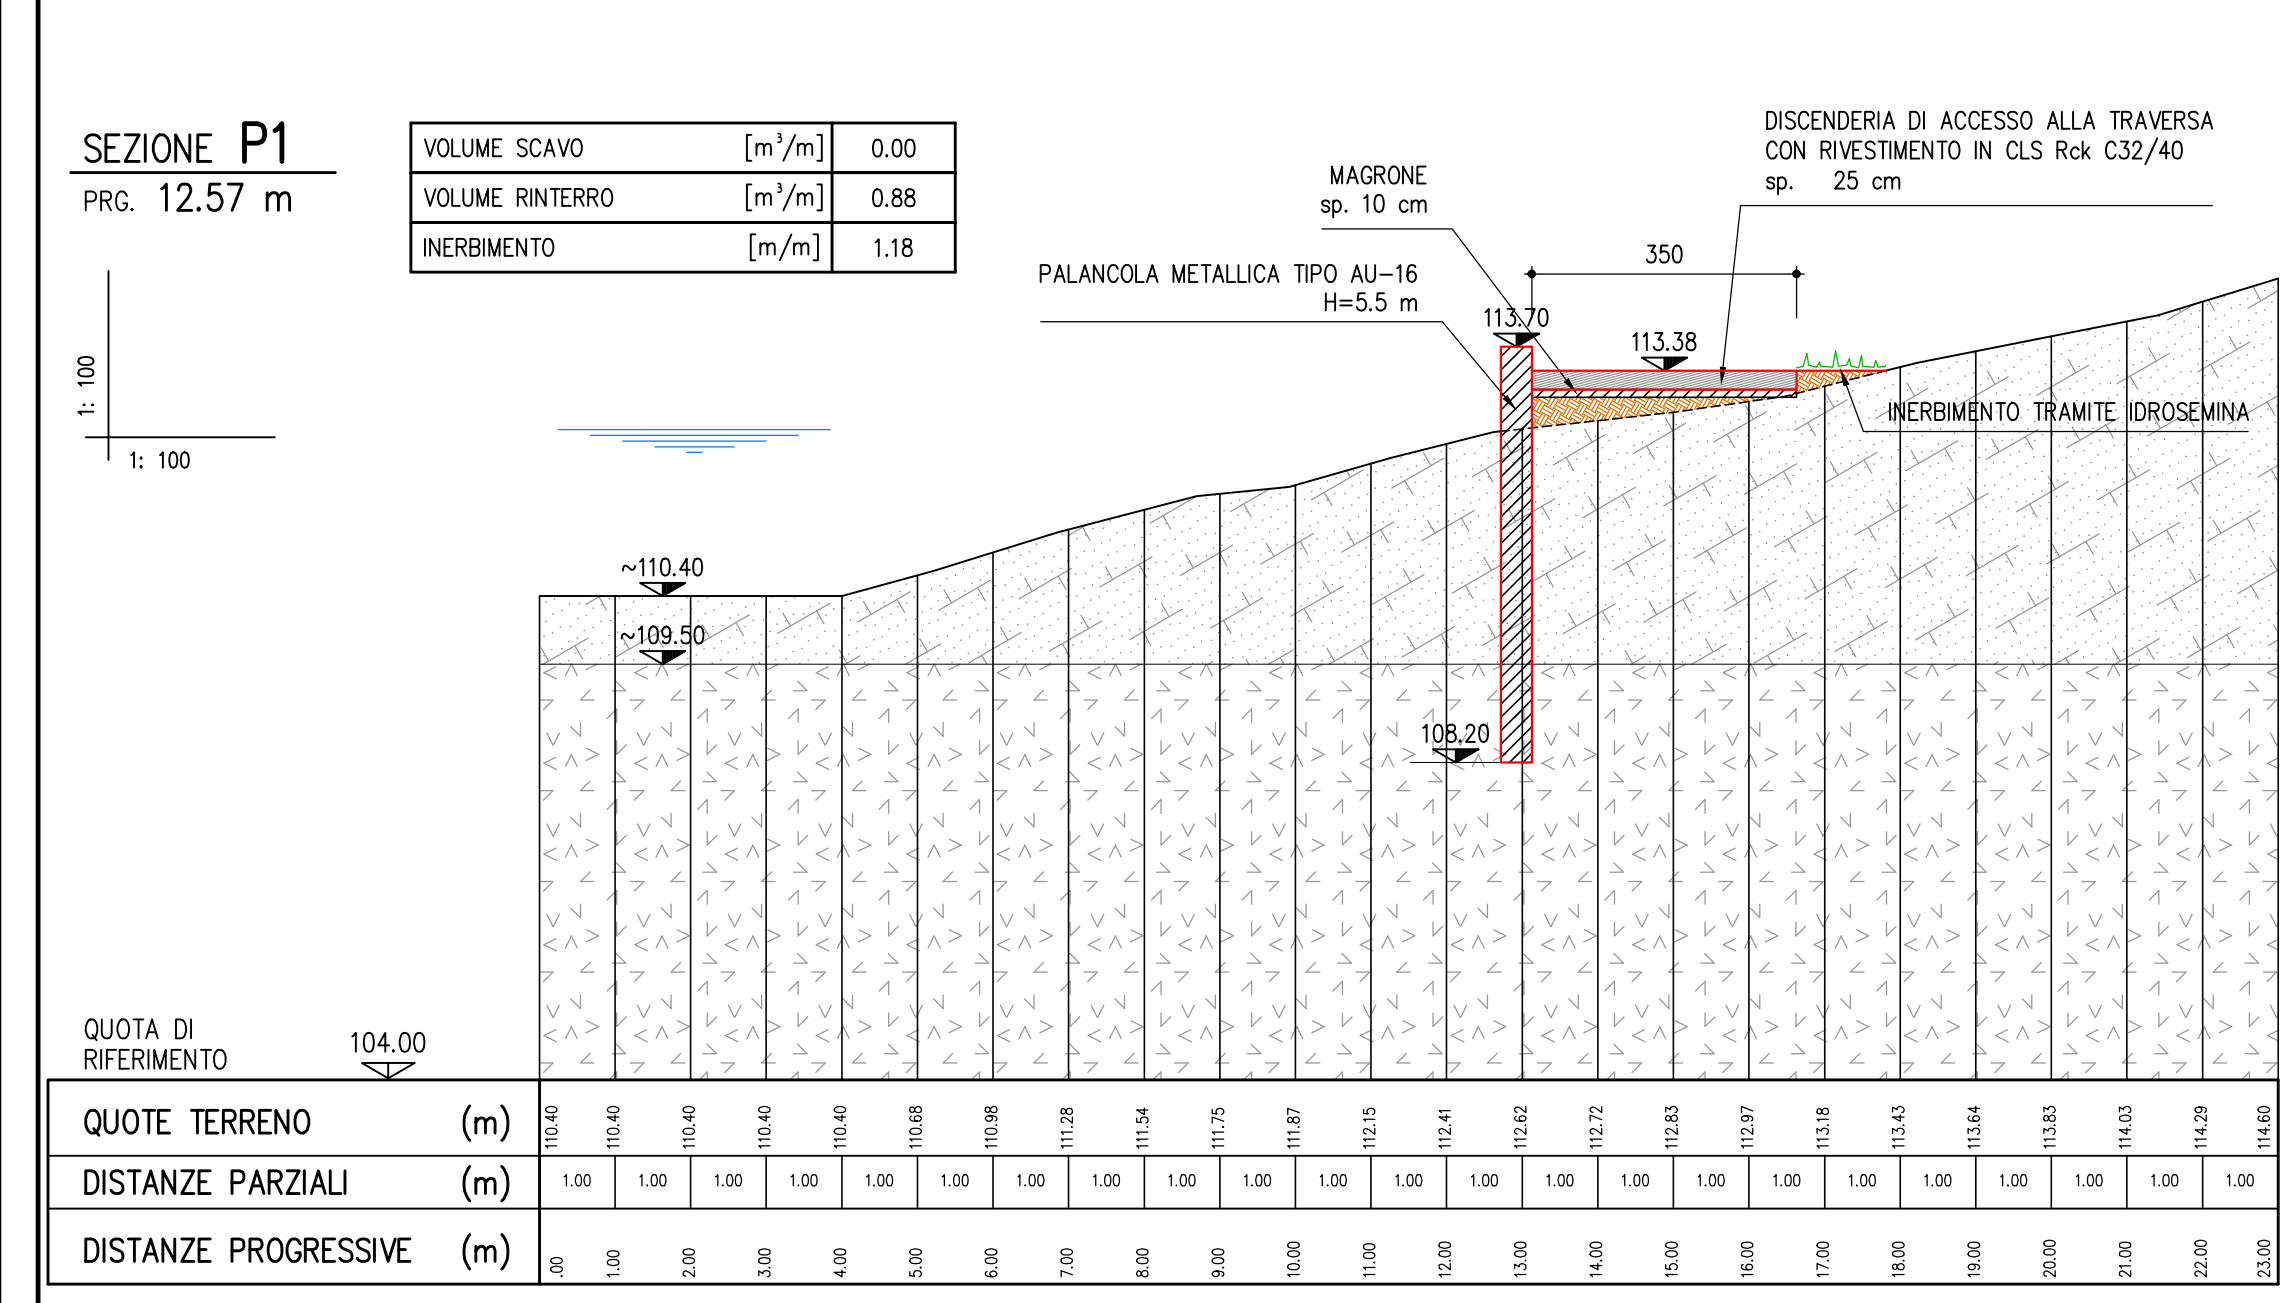 SEZIONE P1
PRG. 12.57 m
VOLUME SCAVO [m³/m] 0.00
VOLUME RINTERRO [m³/m] 0.88
INERBIMENTO [m/m] 1.18
1: 100
1: 100
DISCENDERIA DI ACCESSO ALLA TRAVERSA
CON RIVESTIMENTO IN CLS Rck C32/40
sp. 25 cm
MAGRONE
sp. 10 cm
350
PALANCOLA METALLICA TIPO AU-16
H=5.5 m
113.70
113.38
INERBIMENTO TRAMITE IDROSEMINA
~110.40
~109.50
108.20
QUOTA DI
RIFERIMENTO
104.00
QUOTE TERRENO (m) 110.40 110.40 110.40 110.40 110.40 110.68 110.98 111.28 111.54 111.75 111.87 112.15 112.41 112.62 112.72 112.83 112.97 113.18 113.43 113.64 113.83 114.03 114.29 114.60
DISTANZE PARZIALI (m) 1.00 1.00 1.00 1.00 1.00 1.00 1.00 1.00 1.00 1.00 1.00 1.00 1.00 1.00 1.00 1.00 1.00 1.00 1.00 1.00 1.00 1.00 1.00
DISTANZE PROGRESSIVE (m) .00 1.00 2.00 3.00 4.00 5.00 6.00 7.00 8.00 9.00 10.00 11.00 12.00 13.00 14.00 15.00 16.00 17.00 18.00 19.00 20.00 21.00 22.00 23.00